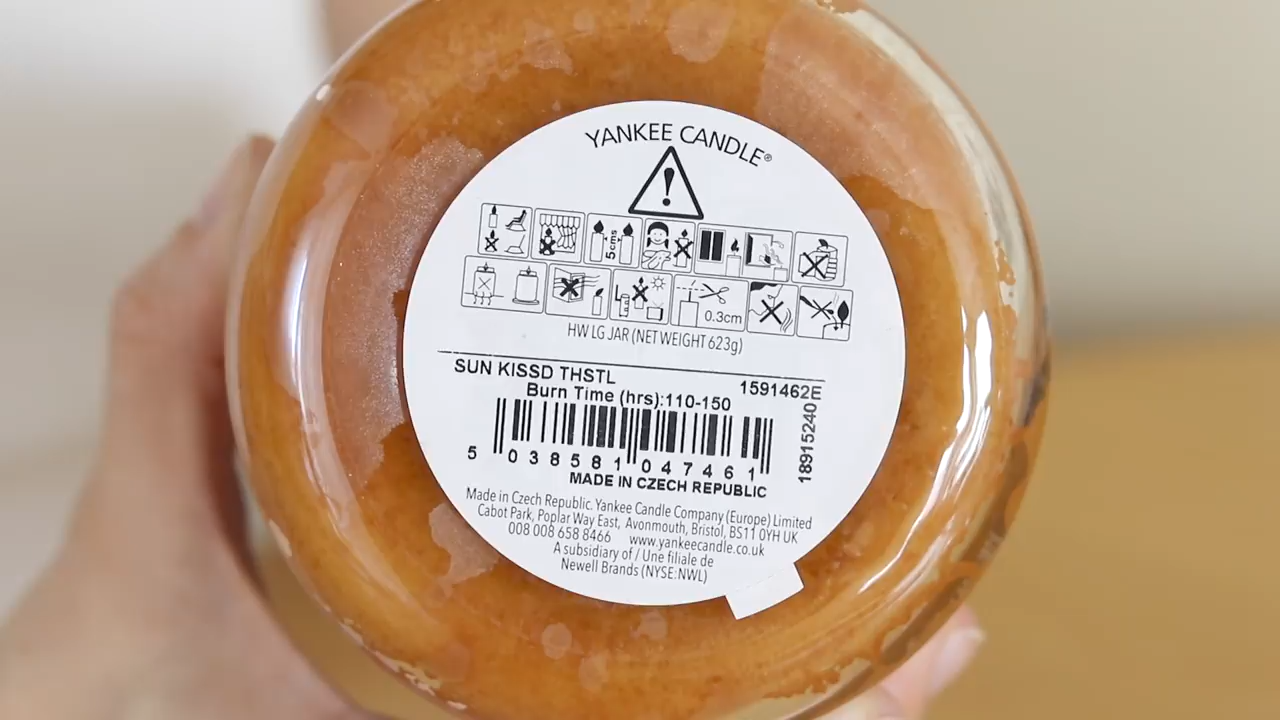 YANKEE CANDLE®
5cms
0.3cm
HW LG JAR (NET WEIGHT 623g)
SUN KISSD THSTL
1591462E
Burn Time (hrs):110-150
18915240
5 038581 047461
MADE IN CZECH REPUBLIC
Made in Czech Republic. Yankee Candle Company (Europe) Limited
Cabot Park, Poplar Way East, Avonmouth, Bristol, BS11 0YH UK
008 008 658 8466 www.yankeecandle.co.uk
A subsidiary of / Une filiale de
Newell Brands (NYSE:NWL)